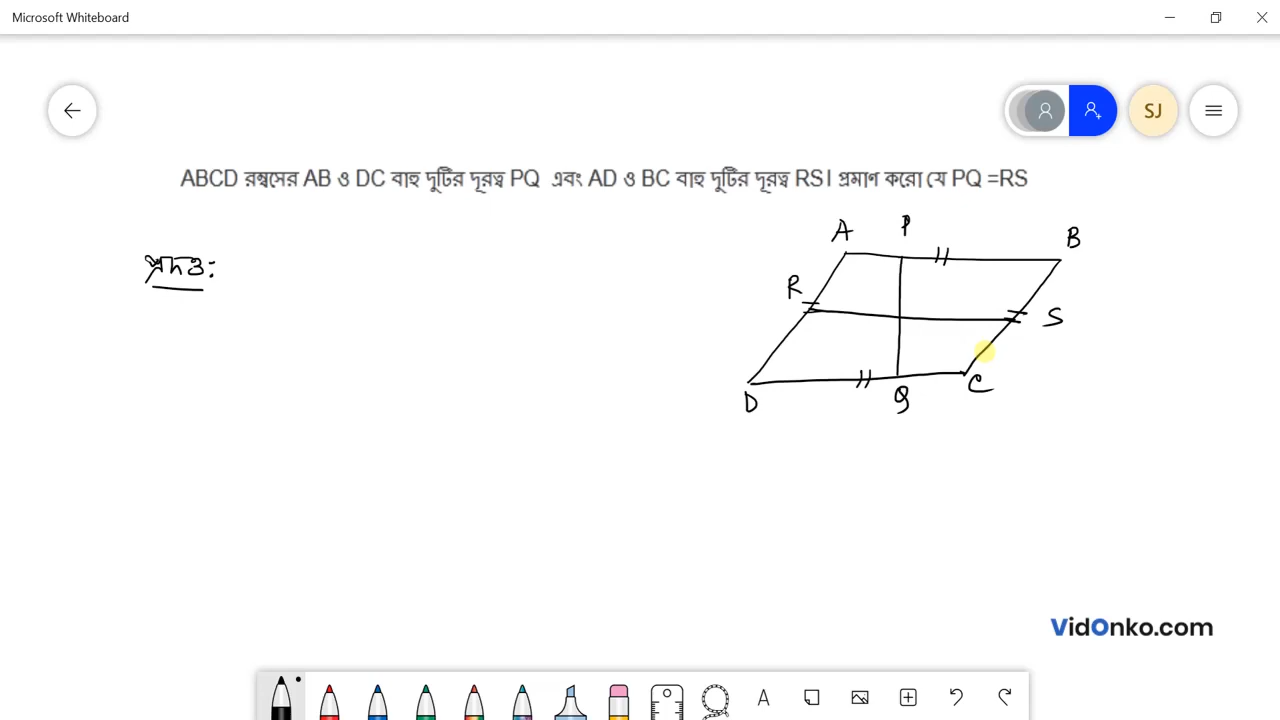 Microsoft Whiteboard
SJ
ABCD রম্বসের AB ও DC বাহু দুটির দূরত্ব PQ এবং AD ও BC বাহু দুটির দূরত্ব RS। প্রমাণ করো যে PQ =RS
প্রদত্ত:
A P B
R S
D Q C
VidOnko.com
A